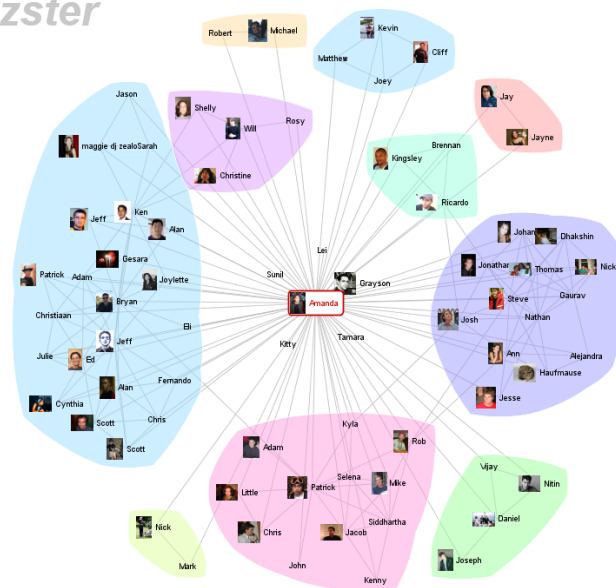 zster
Robert
Michael
Kevin
Cliff
Matthew
Joey
Jason
Shelly
Will
Rosy
Christine
Jay
Jayne
Brennan
Kingsley
Ricardo
maggie dj zealoSarah
Jeff
Ken
Alan
Gesara
Patrick
Adam
Joylette
Bryan
Christiaan
Eli
Jeff
Julie
Ed
Alan
Fernando
Cynthia
Scott
Chris
Scott
Lei
Sunil
Grayson
Amanda
Kitty
Tamara
Johan
Dhakshin
Jonathan
Thomas
Nick
Steve
Gaurav
Josh
Nathan
Ann
Alejandra
Haufmause
Jesse
Kyla
Adam
Rob
Selena
Little
Patrick
Mike
Siddhartha
Chris
Jacob
John
Kenny
Vijay
Nitin
Daniel
Joseph
Nick
Mark